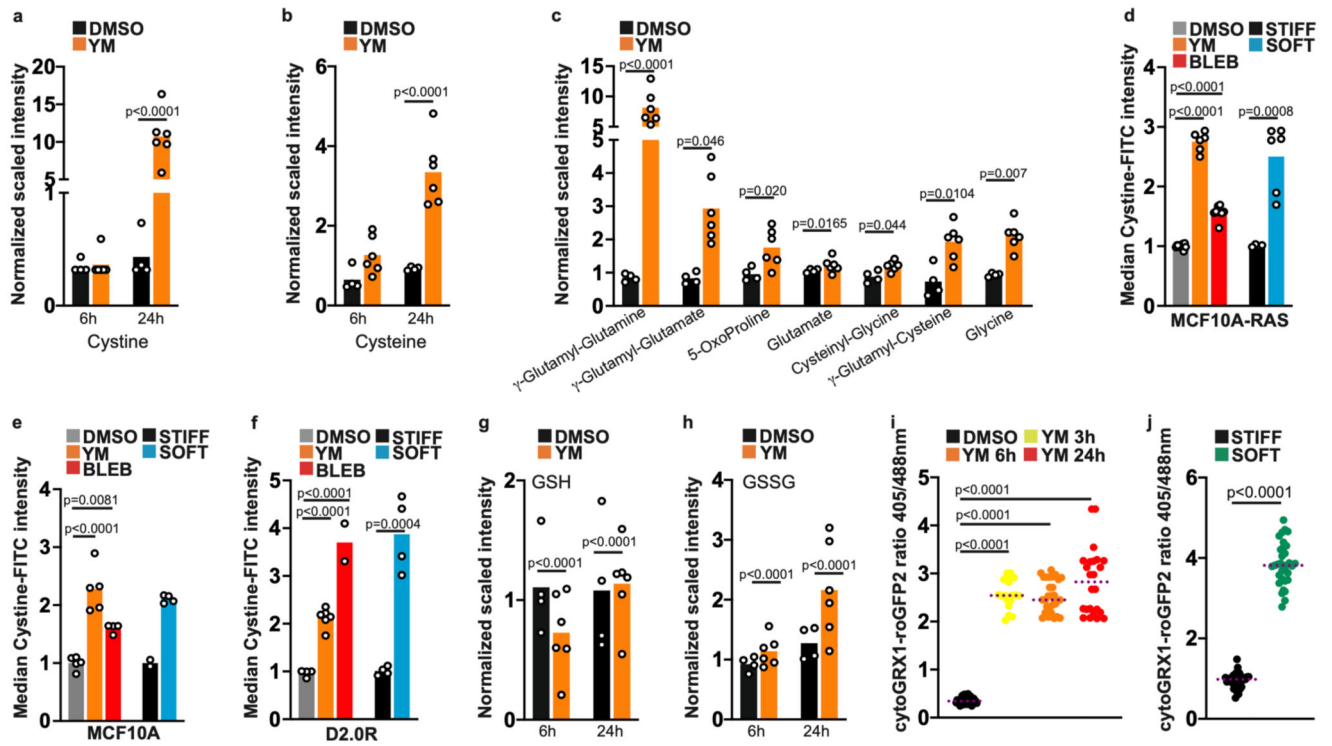 a
DMSO
YM
Normalized scaled intensity
20
15
10
5
1
0
p<0.0001
6h 24h
Cystine
b
DMSO
YM
Normalized scaled intensity
6
4
2
0
p<0.0001
6h 24h
Cysteine
c
DMSO
YM
Normalized scaled intensity
15
10
5
5
4
3
2
1
0
p<0.0001
p=0.046
p=0.020
p=0.0165
p=0.044
p=0.0104
p=0.007
γ-Glutamyl-Glutamine
γ-Glutamyl-Glutamate
5-OxoProline
Glutamate
Cysteinyl-Glycine
γ-Glutamyl-Cysteine
Glycine
d
DMSO STIFF
YM SOFT
BLEB
Median Cystine-FITC intensity
4
3
2
1
0
p<0.0001
p<0.0001
p=0.0008
MCF10A-RAS
e
DMSO STIFF
YM SOFT
BLEB
Median Cystine-FITC intensity
4
3
2
1
0
p=0.0081
p<0.0001
MCF10A
f
DMSO STIFF
YM SOFT
BLEB
Median Cystine-FITC intensity
5
4
3
2
1
0
p<0.0001
p<0.0001
p=0.0004
D2.0R
g
DMSO
YM
GSH
Normalized scaled intensity
2
1
0
p<0.0001
p<0.0001
6h 24h
h
DMSO
YM
GSSG
Normalized scaled intensity
4
3
2
1
0
p<0.0001
p<0.0001
6h 24h
i
DMSO YM 3h
YM 6h YM 24h
cytoGRX1-roGFP2 ratio 405/488nm
5
4
3
2
1
0
p<0.0001
p<0.0001
p<0.0001
j
STIFF
SOFT
cytoGRX1-roGFP2 ratio 405/488nm
6
4
2
0
p<0.0001